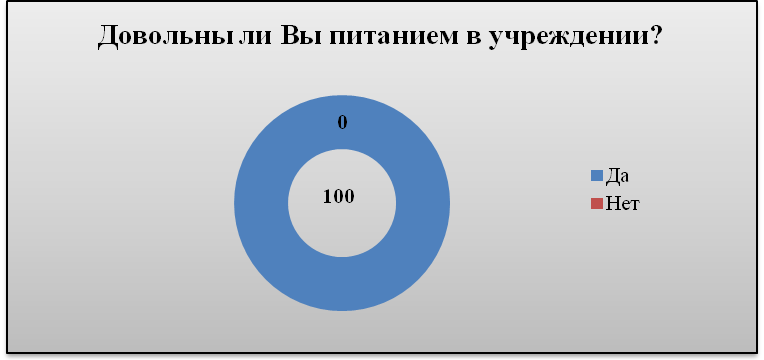 Довольны ли Вы питанием в учреждении?
0
100
Да
Нет